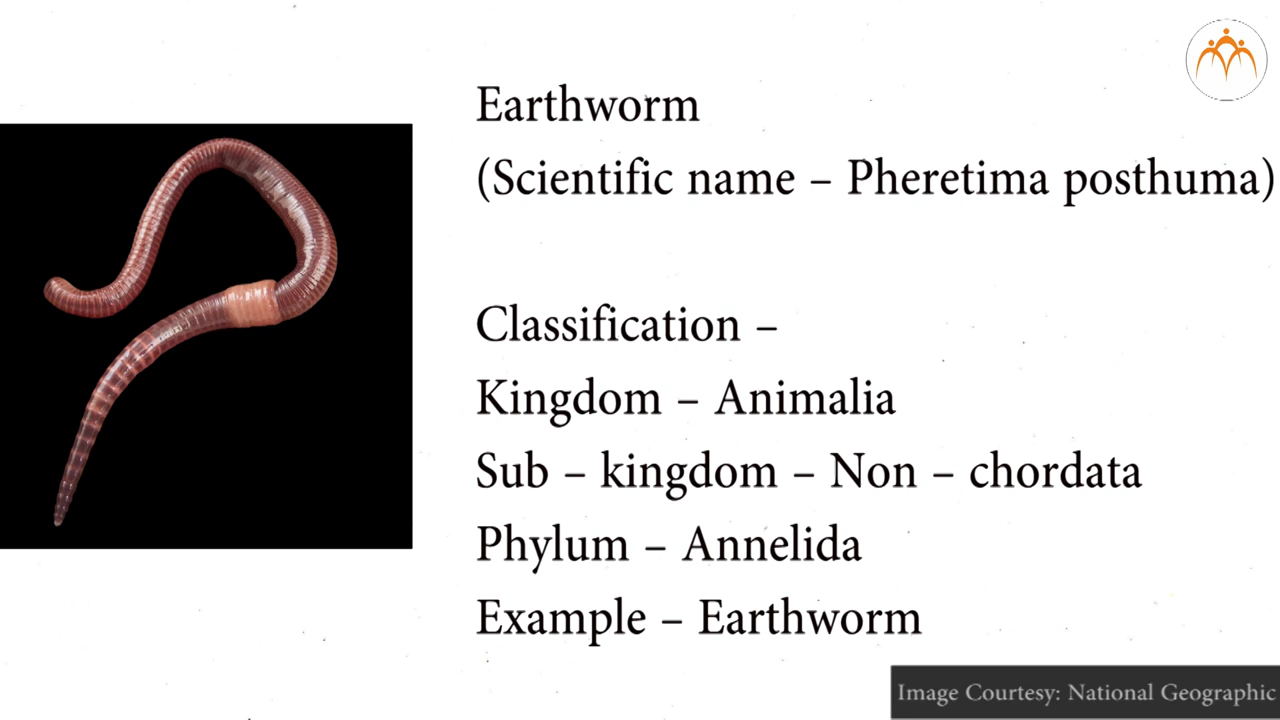 Earthworm
(Scientific name – Pheretima posthuma)
Classification –
Kingdom – Animalia
Sub – kingdom – Non – chordata
Phylum – Annelida
Example – Earthworm
Image Courtesy: National Geographic